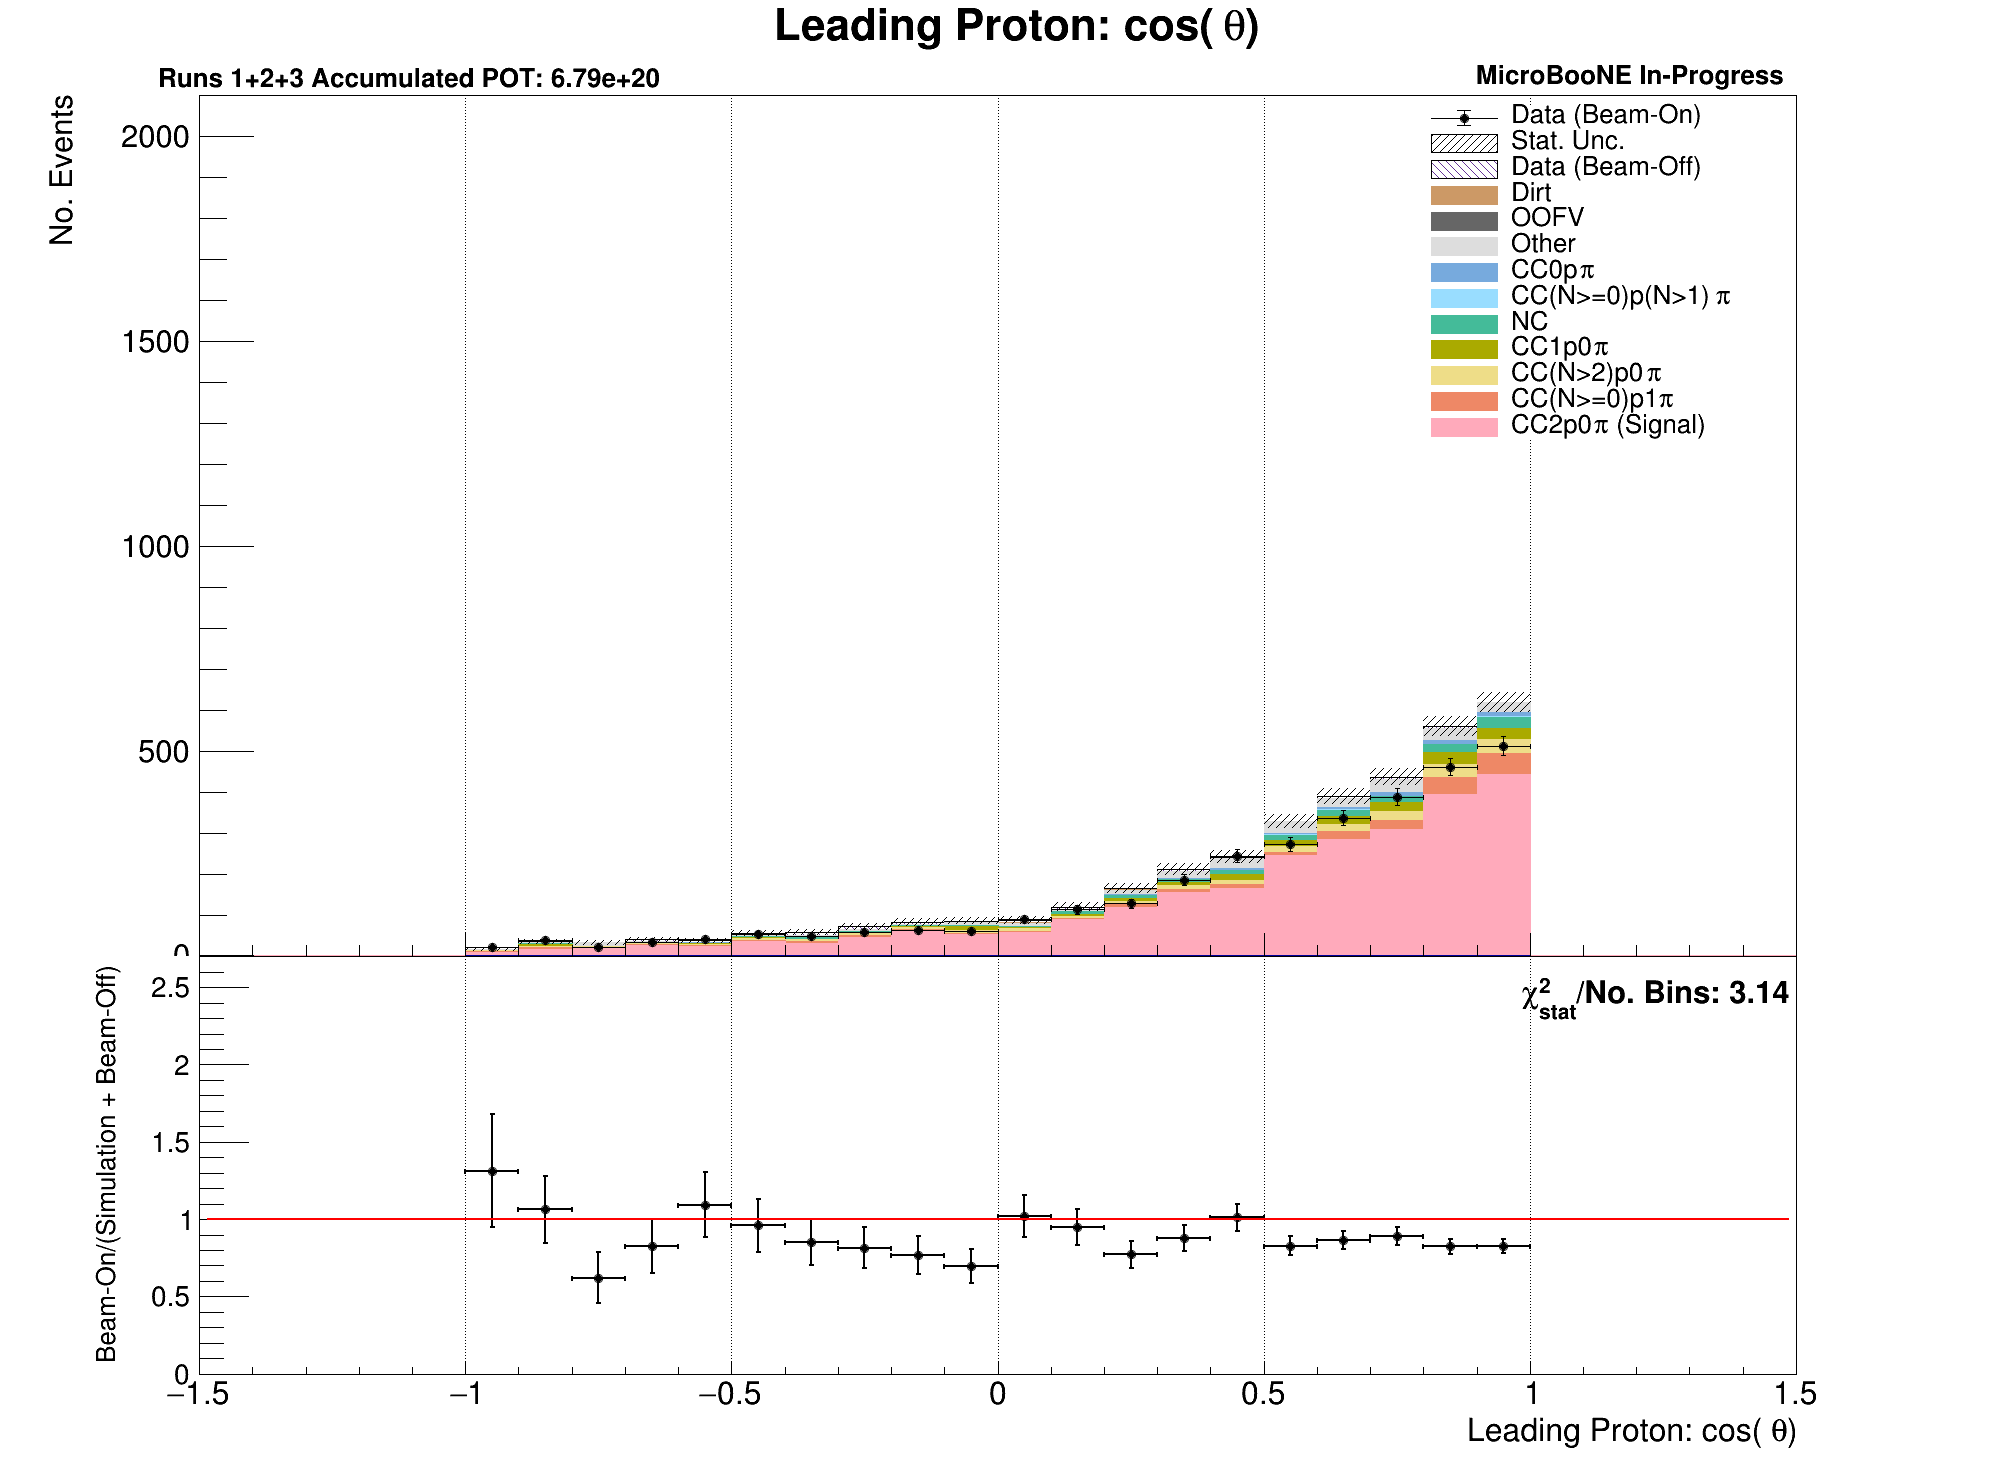 Leading Proton: cos( θ)
Runs 1+2+3 Accumulated POT: 6.79e+20
MicroBooNE In-Progress
No. Events
2000
1500
1000
500
0
Data (Beam-On)
Stat. Unc.
Data (Beam-Off)
Dirt
OOFV
Other
CC0pπ
CC(N>=0)p(N>1) π
NC
CC1p0π
CC(N>2)p0π
CC(N>=0)p1π
CC2p0π (Signal)
Beam-On/(Simulation + Beam-Off)
2.5
2
1.5
1
0.5
0
χ²stat/No. Bins: 3.14
−1.5 −1 −0.5 0 0.5 1 1.5
Leading Proton: cos( θ)